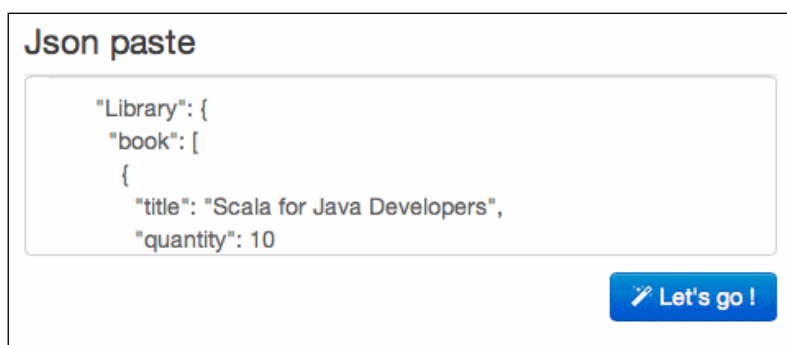 Json paste
"Library": {
"book": [
{
"title": "Scala for Java Developers",
"quantity": 10
Let's go !